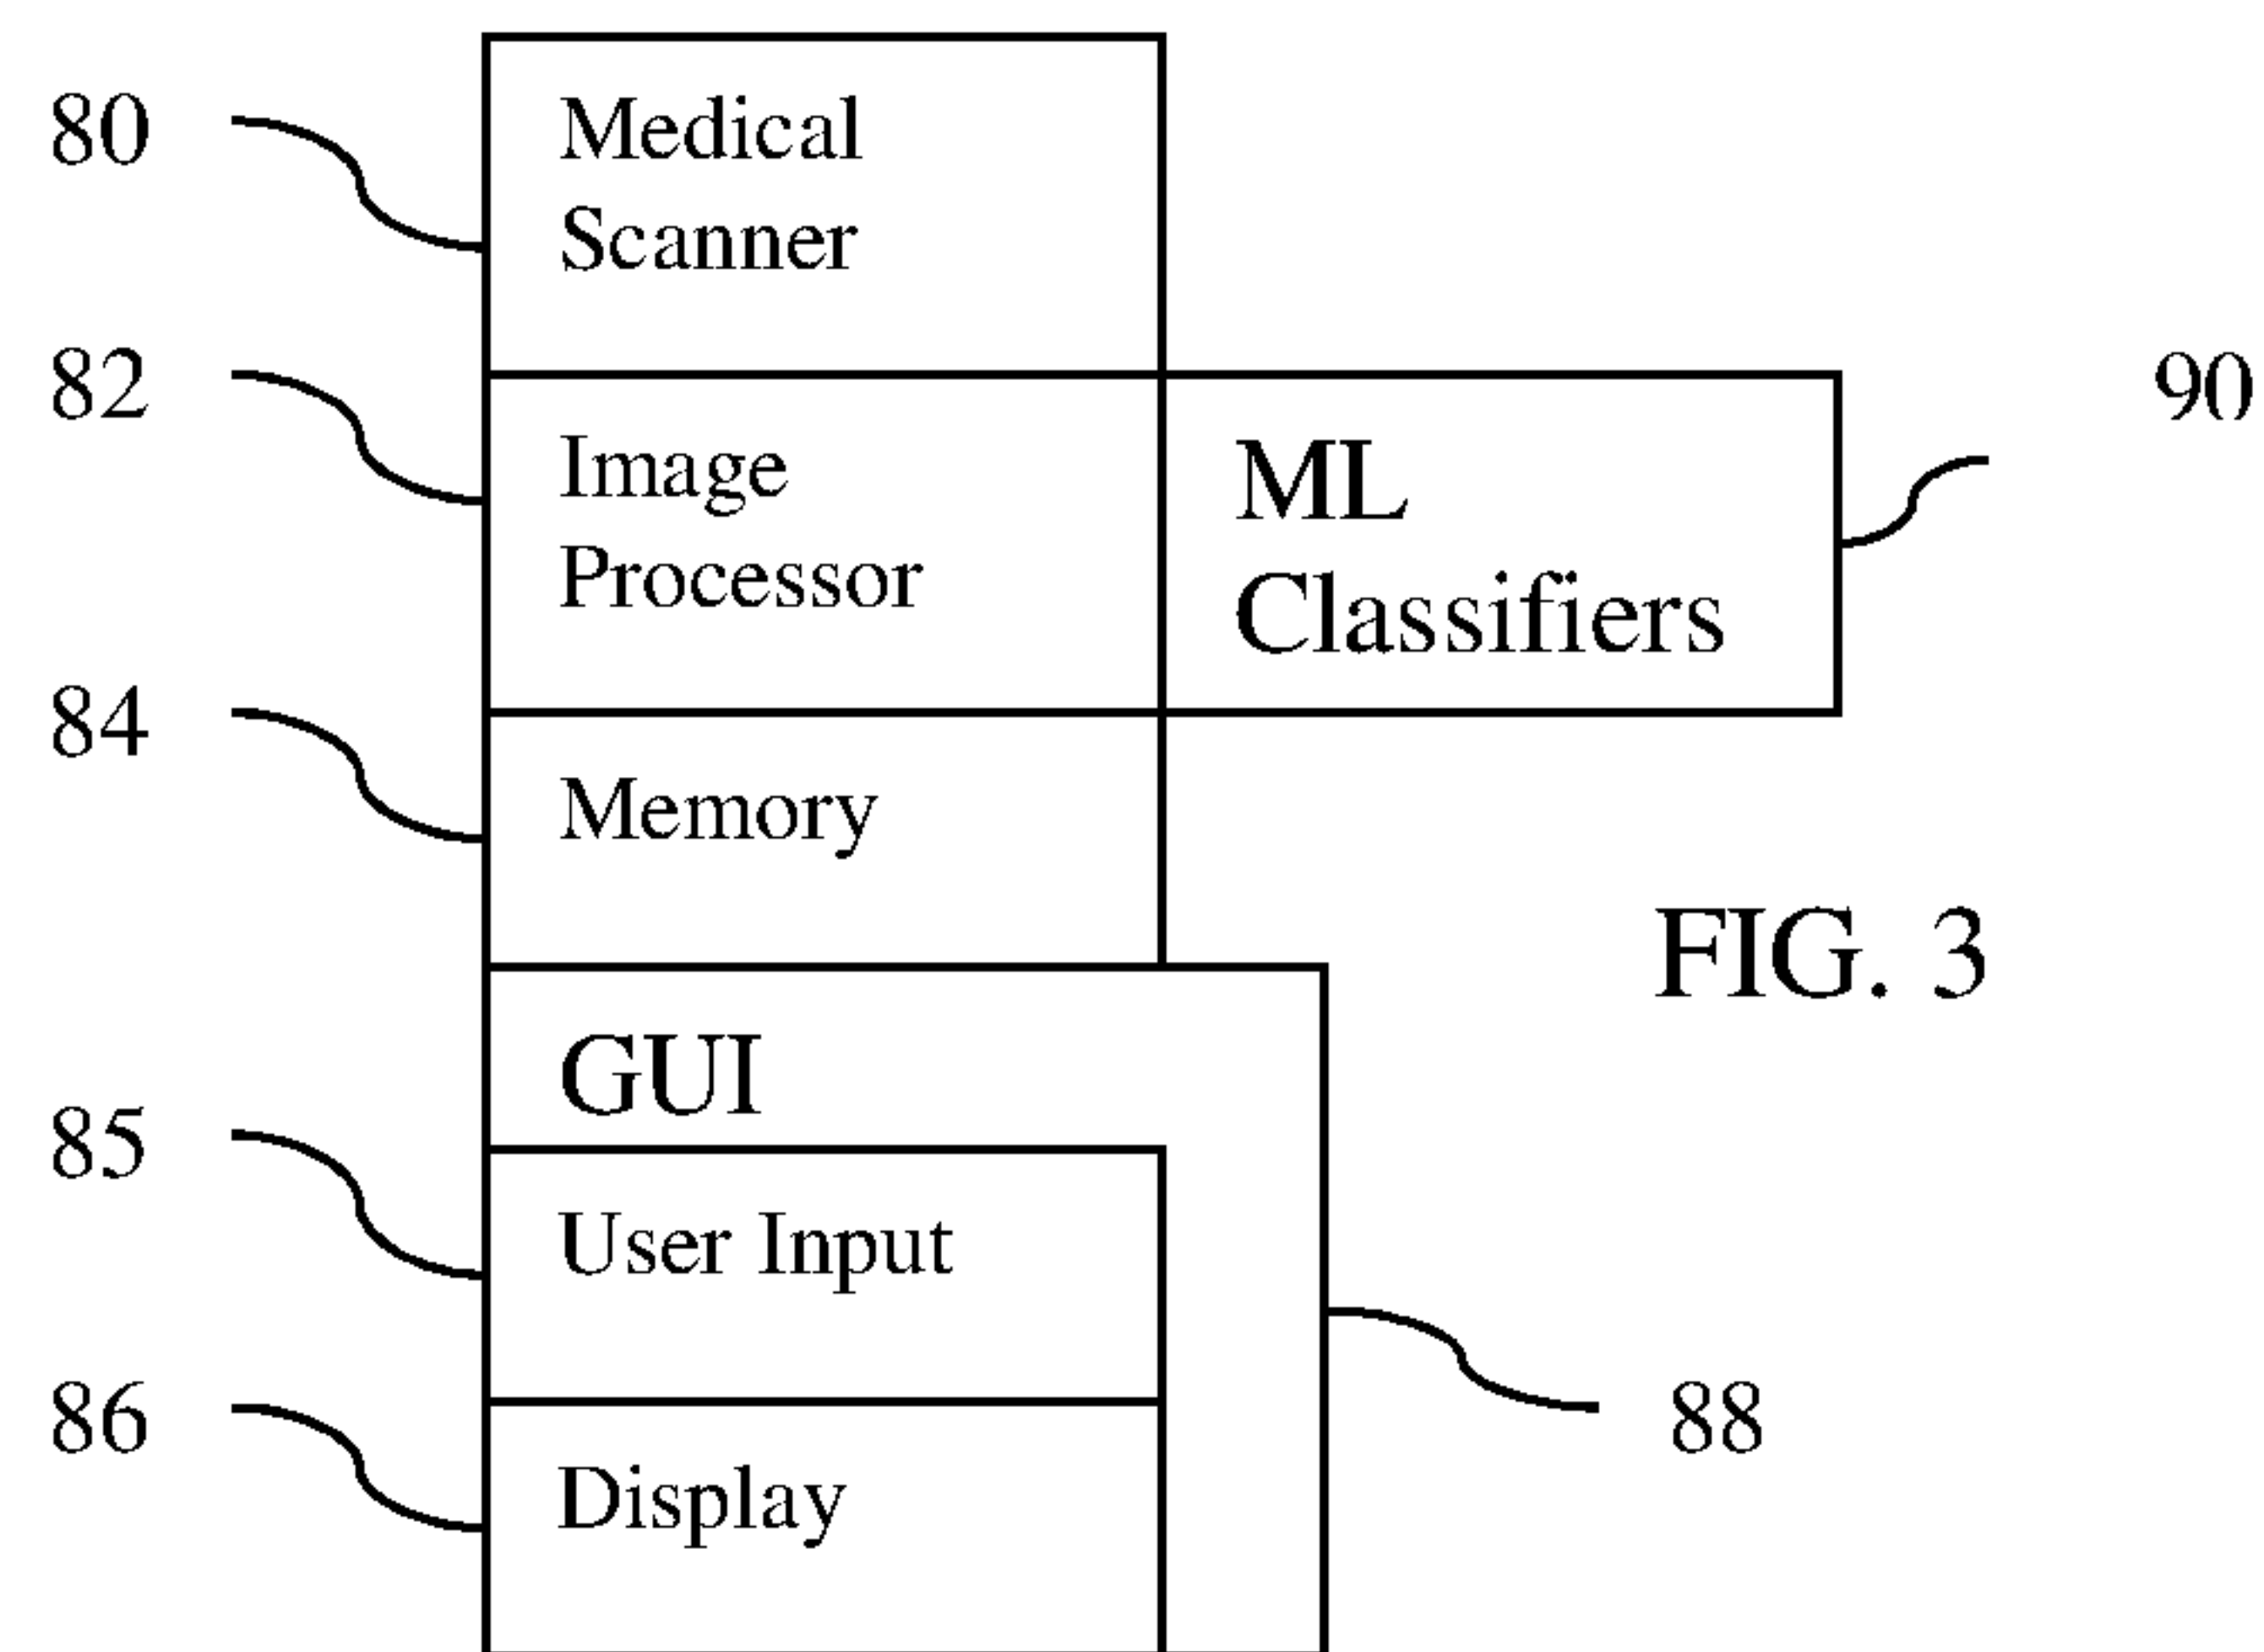 80
Medical
Scanner
82
Image
Processor
ML
Classifiers
90
84
Memory
FIG. 3
GUI
85
User Input
86
Display
88